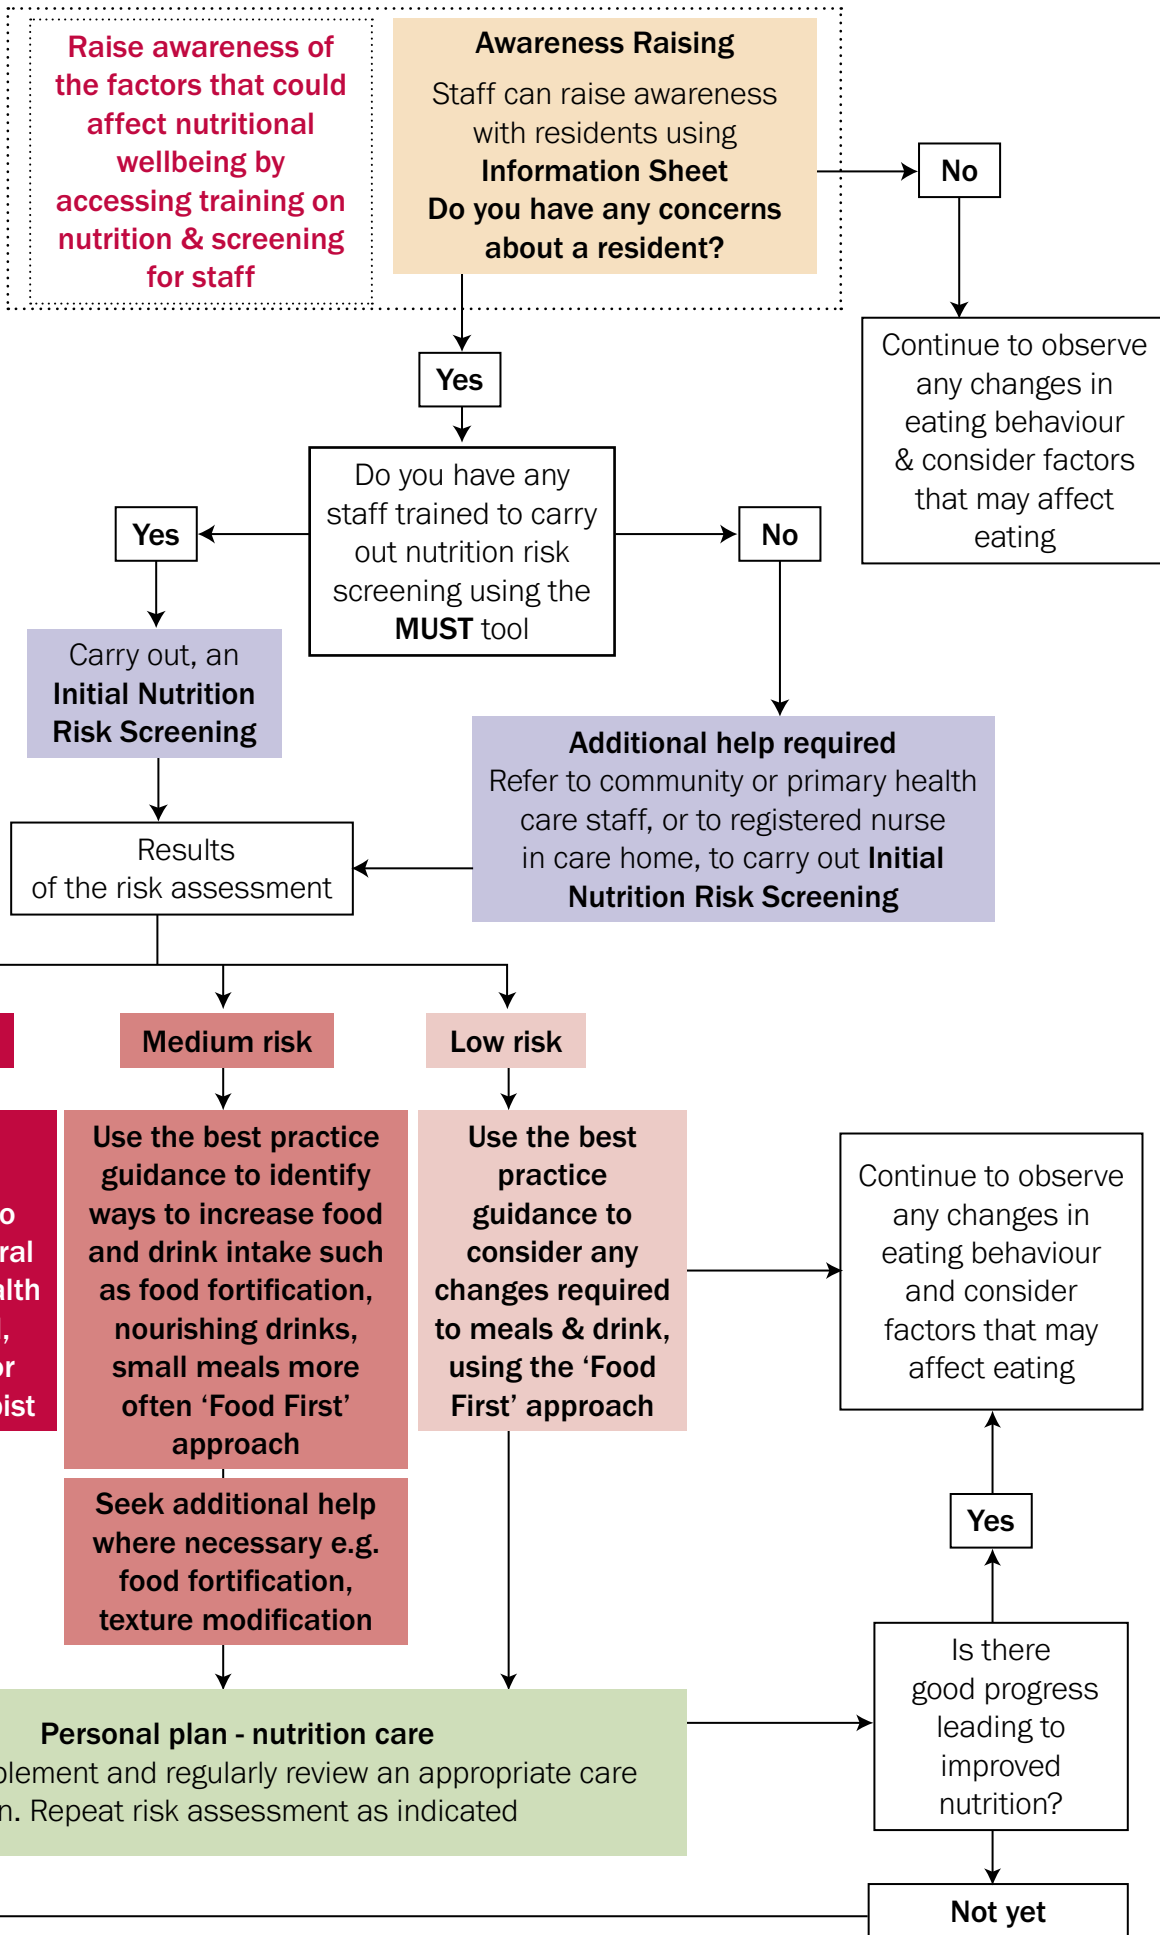 Raise awareness of
the factors that could
affect nutritional
wellbeing by
accessing training on
nutrition & screening
for staff
Awareness Raising
Staff can raise awareness
with residents using
Information Sheet
Do you have any concerns
about a resident?
No
Continue to observe
any changes in
eating behaviour
& consider factors
that may affect
eating
Yes
Do you have any
staff trained to carry
out nutrition risk
screening using the
MUST tool
Yes
No
Carry out, an
Initial Nutrition
Risk Screening
Additional help required
Refer to community or primary health
care staff, or to registered nurse
in care home, to carry out Initial
Nutrition Risk Screening
Results
of the risk assessment
Medium risk
Low risk
Use the best practice
guidance to identify
ways to increase food
and drink intake such
as food fortification,
nourishing drinks,
small meals more
often ‘Food First’
approach
Seek additional help
where necessary e.g.
food fortification,
texture modification
Use the best
practice
guidance to
consider any
changes required
to meals & drink,
using the ‘Food
First’ approach
Continue to observe
any changes in
eating behaviour
and consider
factors that may
affect eating
Yes
Is there
good progress
leading to
improved
nutrition?
Not yet
Personal plan - nutrition care
and regularly review an appropriate care
Repeat risk assessment as indicated